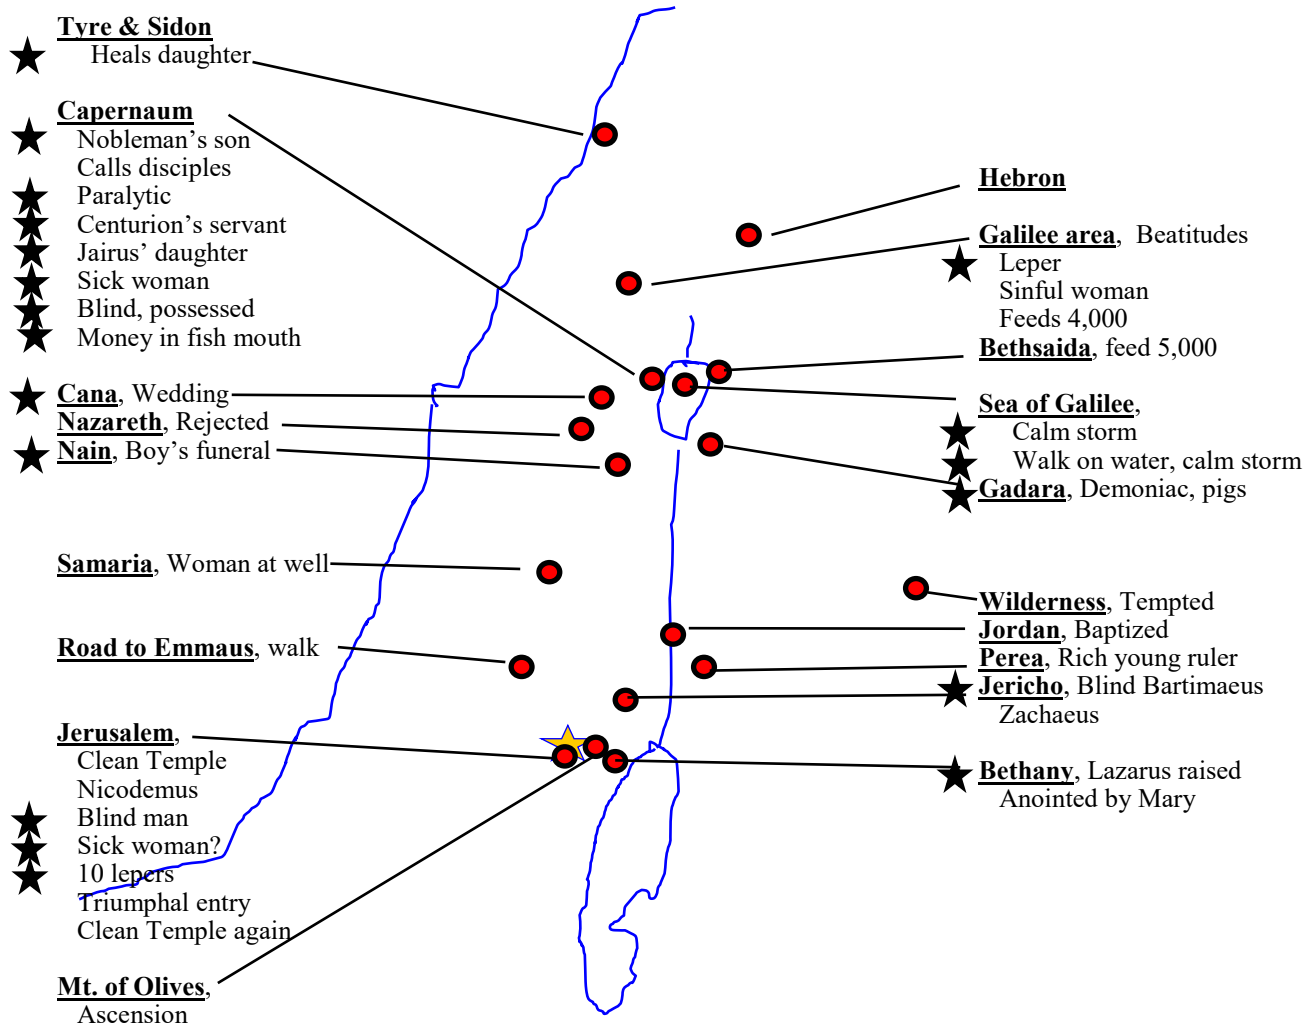 Tyre & Sidon
Heals daughter
Capernaum
Nobleman’s son
Calls disciples
Paralytic
Centurion’s servant
Jairus’ daughter
Sick woman
Blind, possessed
Money in fish mouth
Cana, Wedding
Nazareth, Rejected
Nain, Boy’s funeral
Samaria, Woman at well
Road to Emmaus, walk
Jerusalem,
Clean Temple
Nicodemus
Blind man
Sick woman?
10 lepers
Triumphal entry
Clean Temple again
Mt. of Olives,
Ascension
Hebron
Galilee area, Beatitudes
Leper
Sinful woman
Feeds 4,000
Bethsaida, feed 5,000
Sea of Galilee,
Calm storm
Walk on water, calm storm
Gadara, Demoniac, pigs
Wilderness, Tempted
Jordan, Baptized
Perea, Rich young ruler
Jericho, Blind Bartimaeus
Zachaeus
Bethany, Lazarus raised
Anointed by Mary